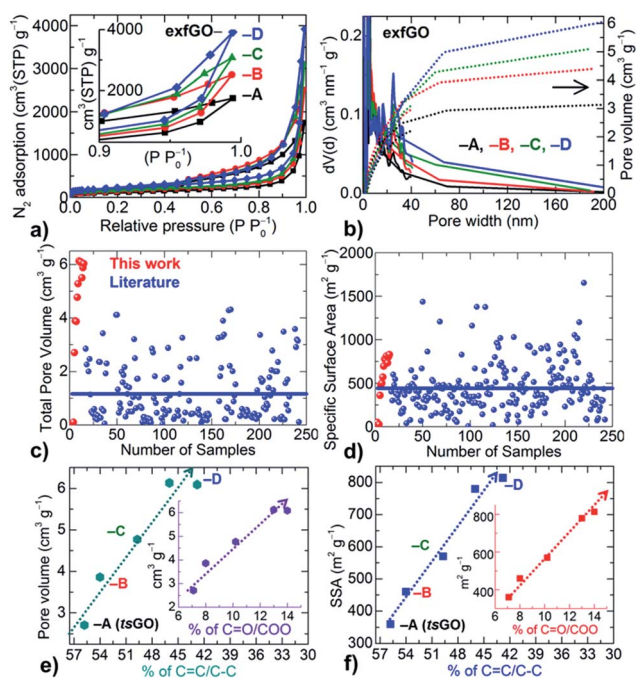 exfGO–
–D
–C
–B
–A
4000
3000
2000
1000
0
N₂ adsorption (cm³(STP) g⁻¹)
4000
2000
cm³(STP) g⁻¹
0.9
1.0
(P P₀⁻¹)
0.0 0.2 0.4 0.6 0.8 1.0
Relative pressure (P P₀⁻¹)
a)
exfGO
0.2
0.1
0.0
dV(d) (cm³ nm⁻¹ g⁻¹)
6
5
4
3
2
1
0
Pore volume (cm³ g⁻¹)
–A, –B, –C, –D
0 50 100 150 200
Pore width (nm)
b)
This work
Literature
6
4
2
0
Total Pore Volume (cm³ g⁻¹)
0 50 100 150 200 250
Number of Samples
c)
2000
1500
1000
500
0
Specific Surface Area (m² g⁻¹)
0 50 100 150 200 250
Number of Samples
d)
6
5
4
3
Pore volume (cm³ g⁻¹)
–D
–C
–B
–A (tsGO)
6
5
4
3
2
cm³ g⁻¹
6 8 10 12 14
% of C=O/COO
57 54 51 48 45 42 39 36 33 30
% of C=C/C-C
e)
800
700
600
500
400
300
SSA (m² g⁻¹)
–D
–C
–B
–A (tsGO)
800
600
400
m² g⁻¹
6 8 10 12 14
% of C=O/COO
57 54 51 48 45 42 39 36 33 30
% of C=C/C-C
f)